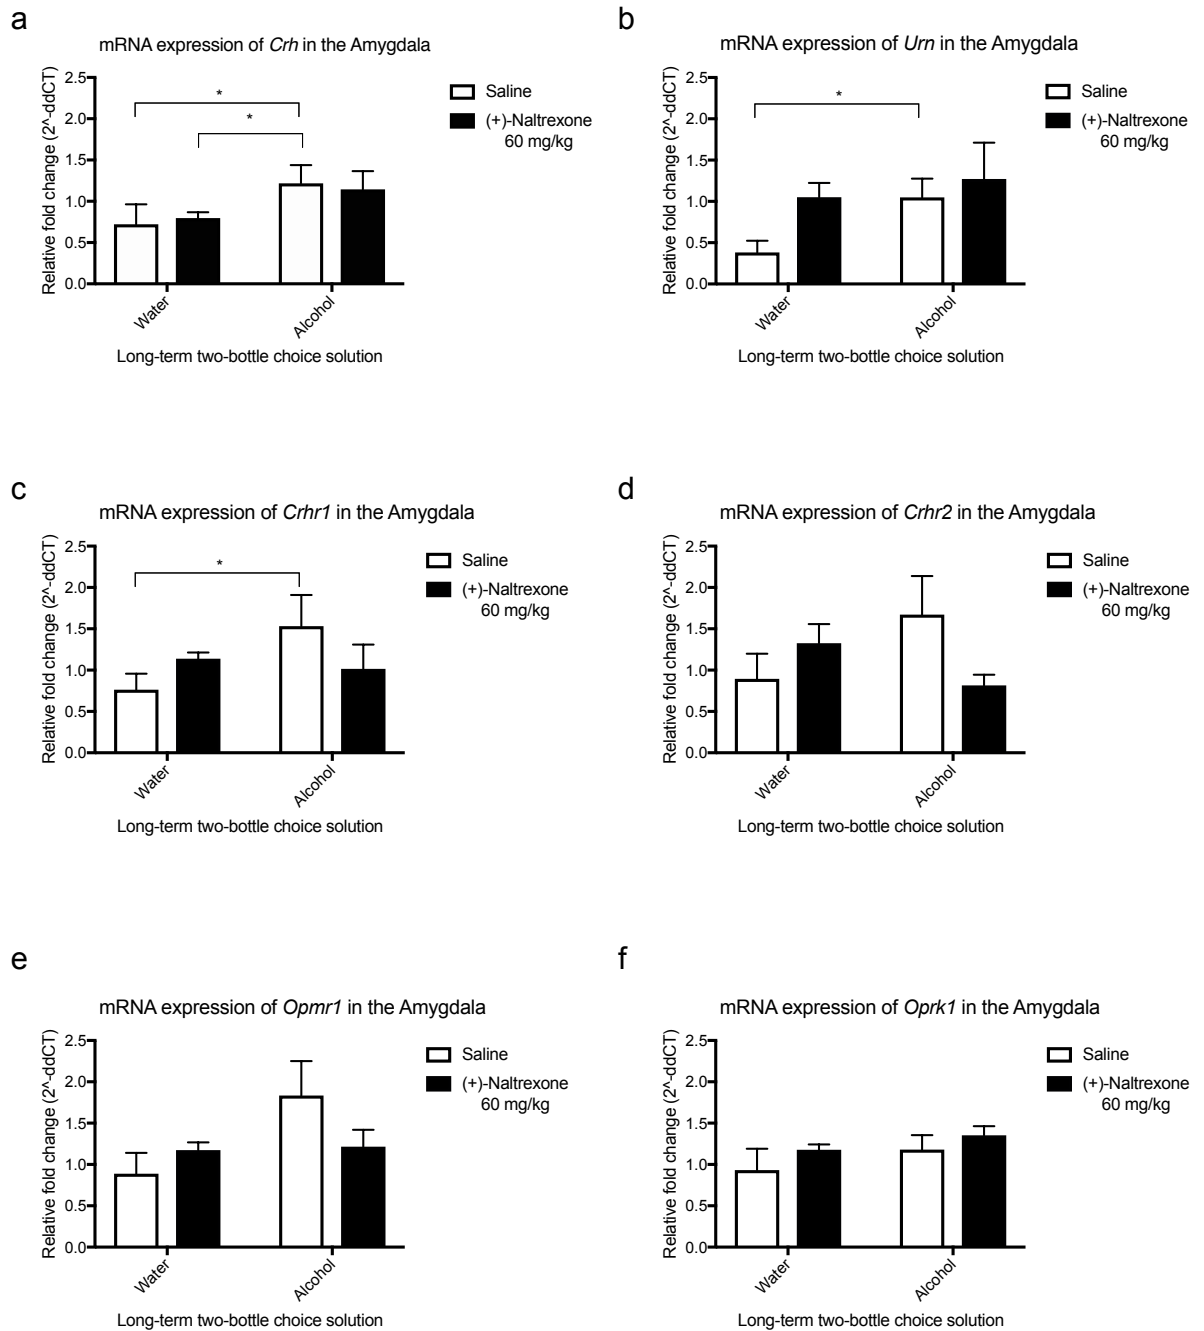 a
mRNA expression of Crh in the Amygdala
Relative fold change (2^-ddCT)
2.5
2.0
1.5
1.0
0.5
0.0
*
*
Water
Alcohol
Long-term two-bottle choice solution
Saline
(+)-Naltrexone
60 mg/kg
b
mRNA expression of Urn in the Amygdala
Relative fold change (2^-ddCT)
2.5
2.0
1.5
1.0
0.5
0.0
*
Water
Alcohol
Long-term two-bottle choice solution
Saline
(+)-Naltrexone
60 mg/kg
c
mRNA expression of Crhr1 in the Amygdala
Relative fold change (2^-ddCT)
2.5
2.0
1.5
1.0
0.5
0.0
*
Water
Alcohol
Long-term two-bottle choice solution
Saline
(+)-Naltrexone
60 mg/kg
d
mRNA expression of Crhr2 in the Amygdala
Relative fold change (2^-ddCT)
2.5
2.0
1.5
1.0
0.5
0.0
Water
Alcohol
Long-term two-bottle choice solution
Saline
(+)-Naltrexone
60 mg/kg
e
mRNA expression of Opmr1 in the Amygdala
Relative fold change (2^-ddCT)
2.5
2.0
1.5
1.0
0.5
0.0
Water
Alcohol
Long-term two-bottle choice solution
Saline
(+)-Naltrexone
60 mg/kg
f
mRNA expression of Oprk1 in the Amygdala
Relative fold change (2^-ddCT)
2.5
2.0
1.5
1.0
0.5
0.0
Water
Alcohol
Long-term two-bottle choice solution
Saline
(+)-Naltrexone
60 mg/kg